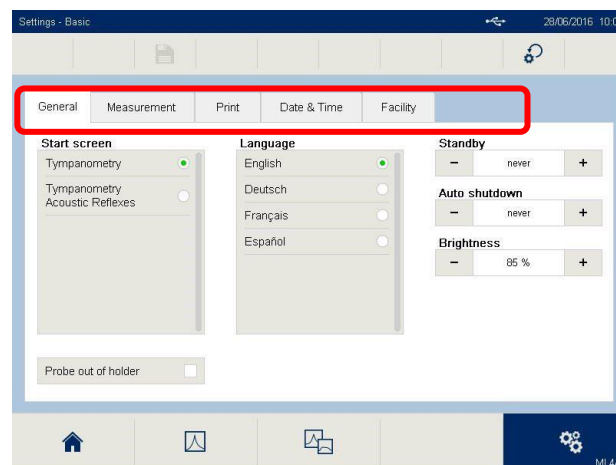 Settings - Basic 28/06/2016 10:0
General Measurement Print Date & Time Facility
Start screen
Tympanometry
Tympanometry
Acoustic Reflexes
Probe out of holder
Language
English
Deutsch
Français
Español
Standby
− never +
Auto shutdown
− never +
Brightness
− 85 % +